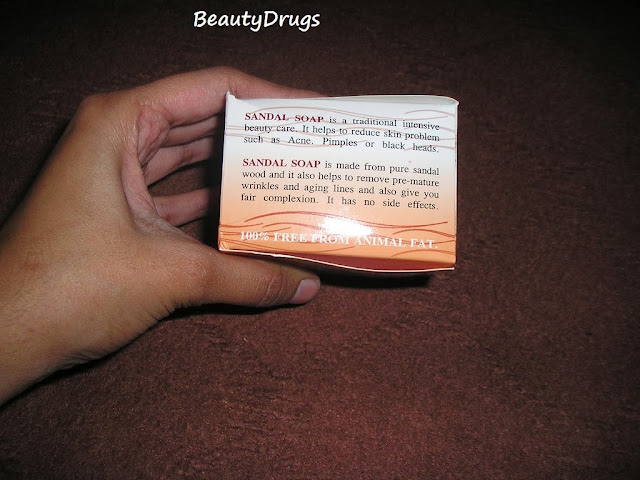 BeautyDrugs
SANDAL SOAP is a traditional intensive
beauty care. It helps to reduce skin problem
such as Acne. Pimples or black heads.
SANDAL SOAP is made from pure sandal
wood and it also helps to remove pre-mature
wrinkles and aging lines and also give you
fair complexion. It has no side effects.
100% FREE FROM ANIMAL FAT.